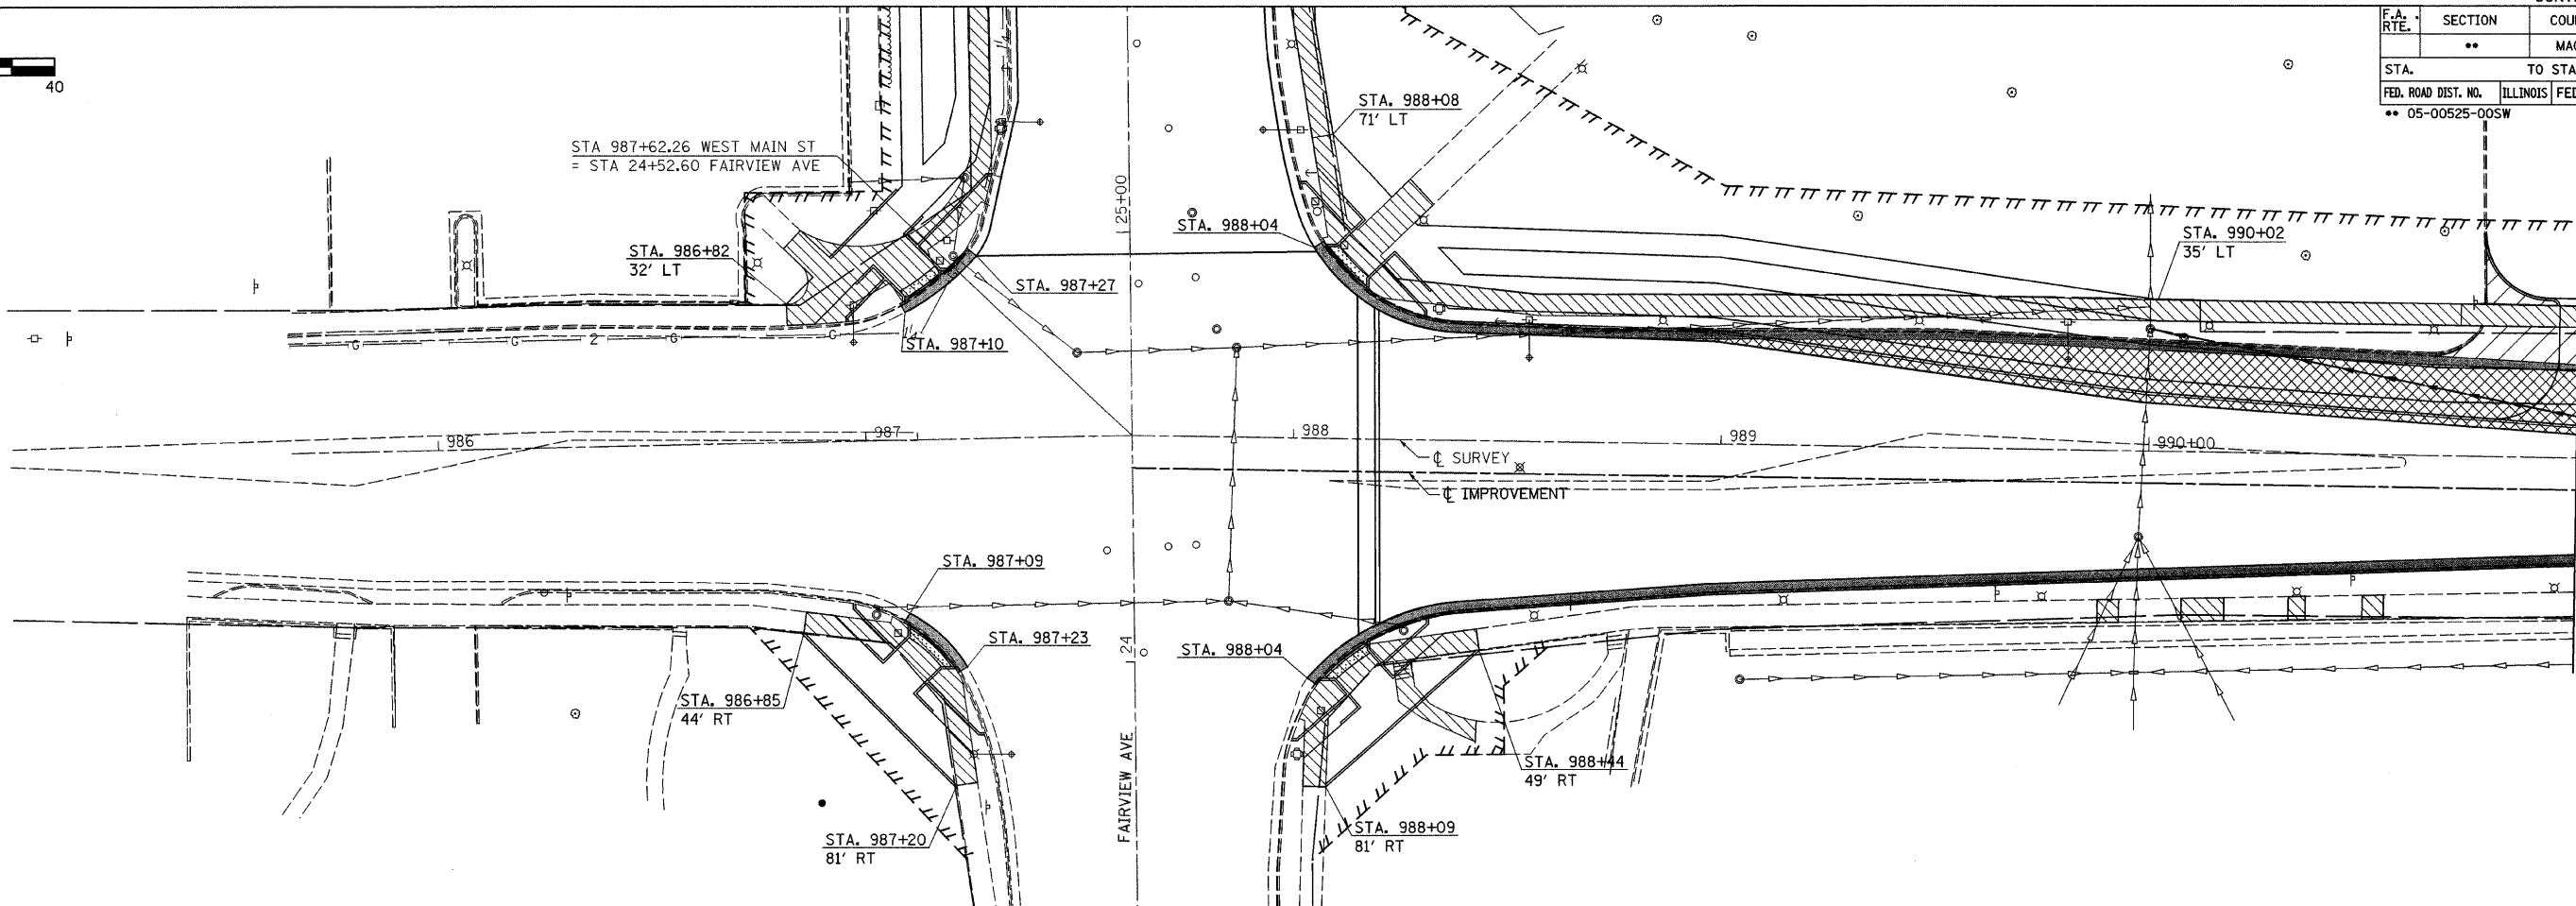 F.A. RTE. SECTION
**
STA. TO STA
FED. ROAD DIST. NO. ILLINOIS FED
** 05-00525-00SW
40
STA. 988+08
71' LT
STA 987+62.26 WEST MAIN ST
= STA 24+52.60 FAIRVIEW AVE
25+00
STA. 988+04
STA. 986+82
32' LT
STA. 990+02
35' LT
STA. 987+27
STA. 987+10
G G 2 G G
986
987
988
989
990+00
℄ SURVEY
℄ IMPROVEMENT
STA. 987+09
STA. 987+23
24
STA. 988+04
STA. 986+85
44' RT
FAIRVIEW AVE
STA. 988+44
49' RT
STA. 987+20
81' RT
STA. 988+09
81' RT